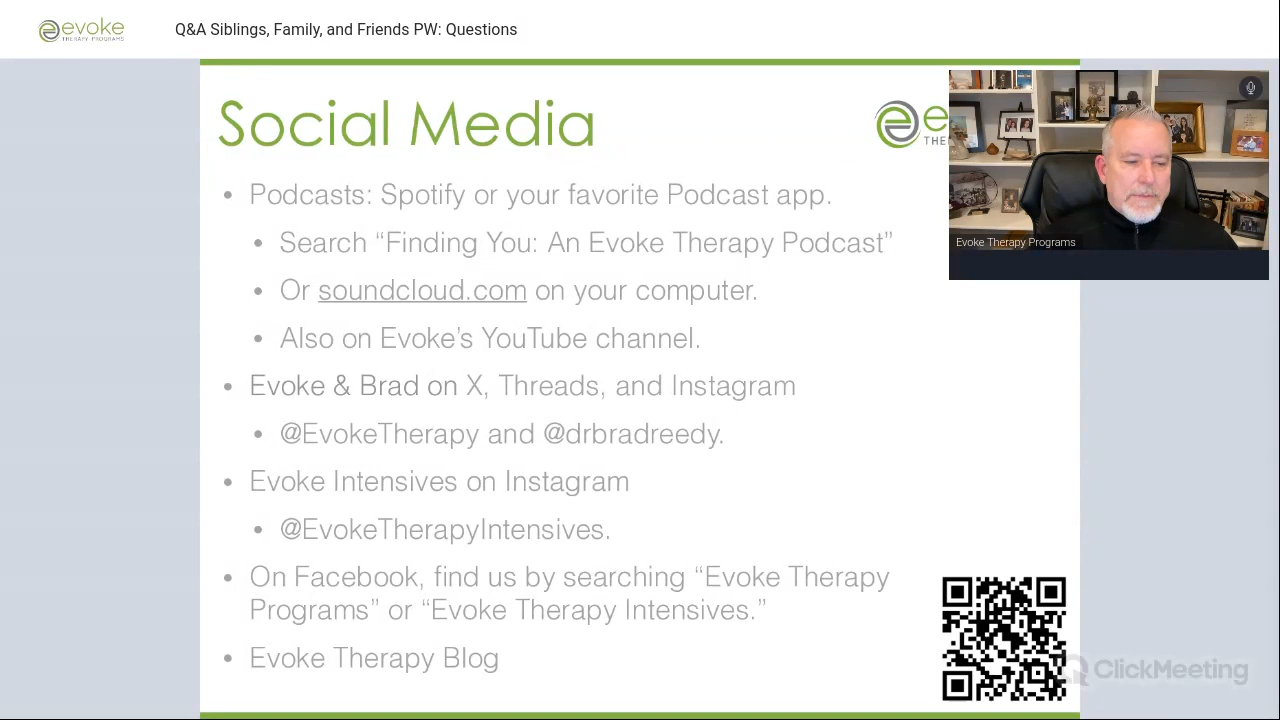 evoke
THERAPY PROGRAMS
Q&A Siblings, Family, and Friends PW: Questions
Social Media
e
THE
• Podcasts: Spotify or your favorite Podcast app.
• Search “Finding You: An Evoke Therapy Podcast”
• Or soundcloud.com on your computer.
• Also on Evoke’s YouTube channel.
• Evoke & Brad on X, Threads, and Instagram
• @EvokeTherapy and @drbradreedy.
• Evoke Intensives on Instagram
• @EvokeTherapyIntensives.
• On Facebook, find us by searching “Evoke Therapy
Programs” or “Evoke Therapy Intensives.”
• Evoke Therapy Blog
Evoke Therapy Programs
ClickMeeting